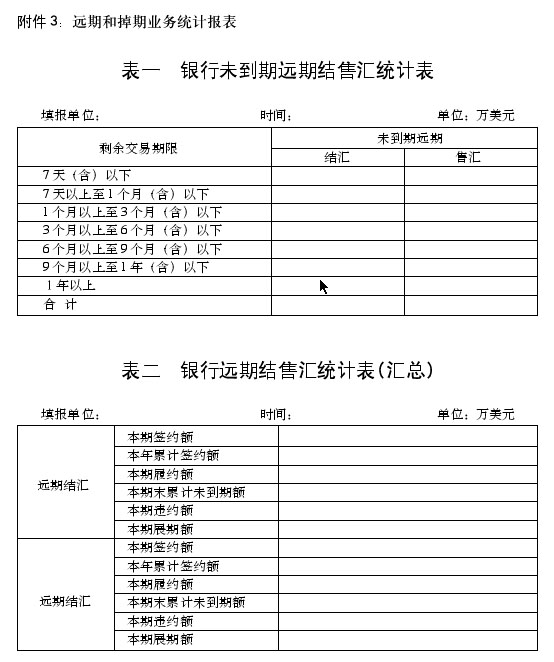 附件3：远期和掉期业务统计报表
表一 银行未到期远期结售汇统计表
填报单位： 时间： 单位：万美元
剩余交易期限 未到期远期
结汇 售汇
7天（含）以下
7天以上至1个月（含）以下
1个月以上至3个月（含）以下
3个月以上至6个月（含）以下
6个月以上至9个月（含）以下
9个月以上至1年（含）以下
1年以上
合 计
表二 银行远期结售汇统计表(汇总)
填报单位： 时间： 单位：万美元
远期结汇
本期签约额
本年累计签约额
本期履约额
本期末累计未到期额
本期违约额
本期展期额
远期结汇
本期签约额
本年累计签约额
本期履约额
本期末累计未到期额
本期违约额
本期展期额